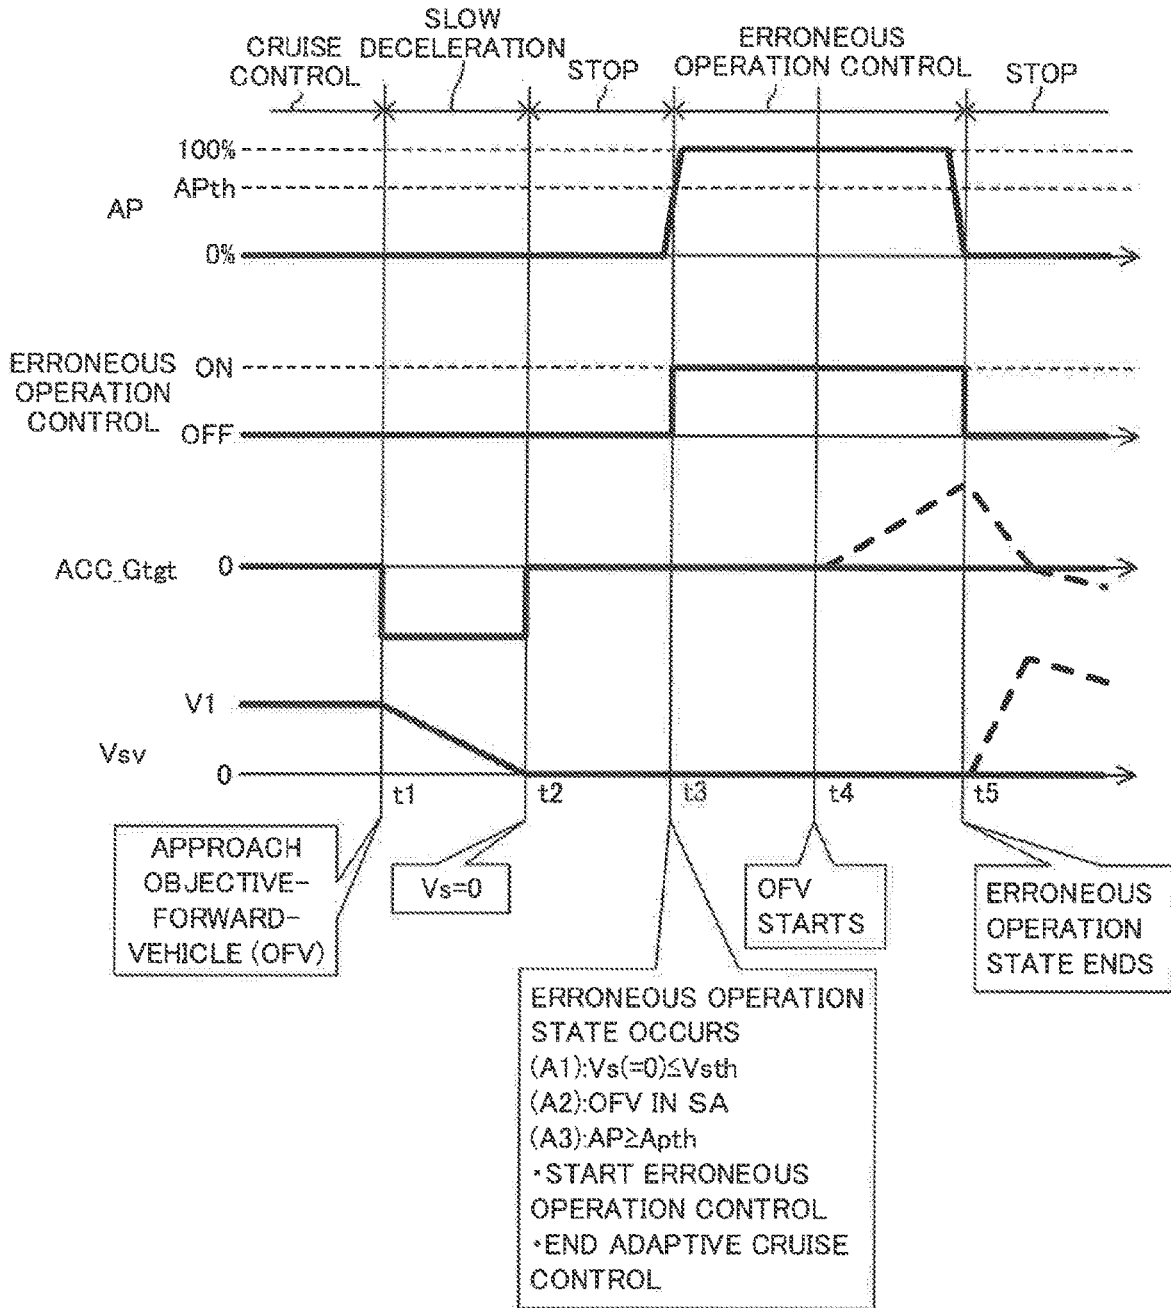 CRUISE
CONTROL
SLOW
DECELERATION
STOP
ERRONEOUS
OPERATION CONTROL
STOP
100%
APth
AP
0%
ERRONEOUS
OPERATION
CONTROL
ON
OFF
ACC_Gtgt
0
V1
Vsv
0
t1
t2
t3
t4
t5
APPROACH
OBJECTIVE-
FORWARD-
VEHICLE (OFV)
Vs=0
ERRONEOUS OPERATION
STATE OCCURS
(A1):Vs(=0)≤Vsth
(A2):OFV IN SA
(A3):AP≥Apth
・START ERRONEOUS
OPERATION CONTROL
・END ADAPTIVE CRUISE
CONTROL
OFV
STARTS
ERRONEOUS
OPERATION
STATE ENDS